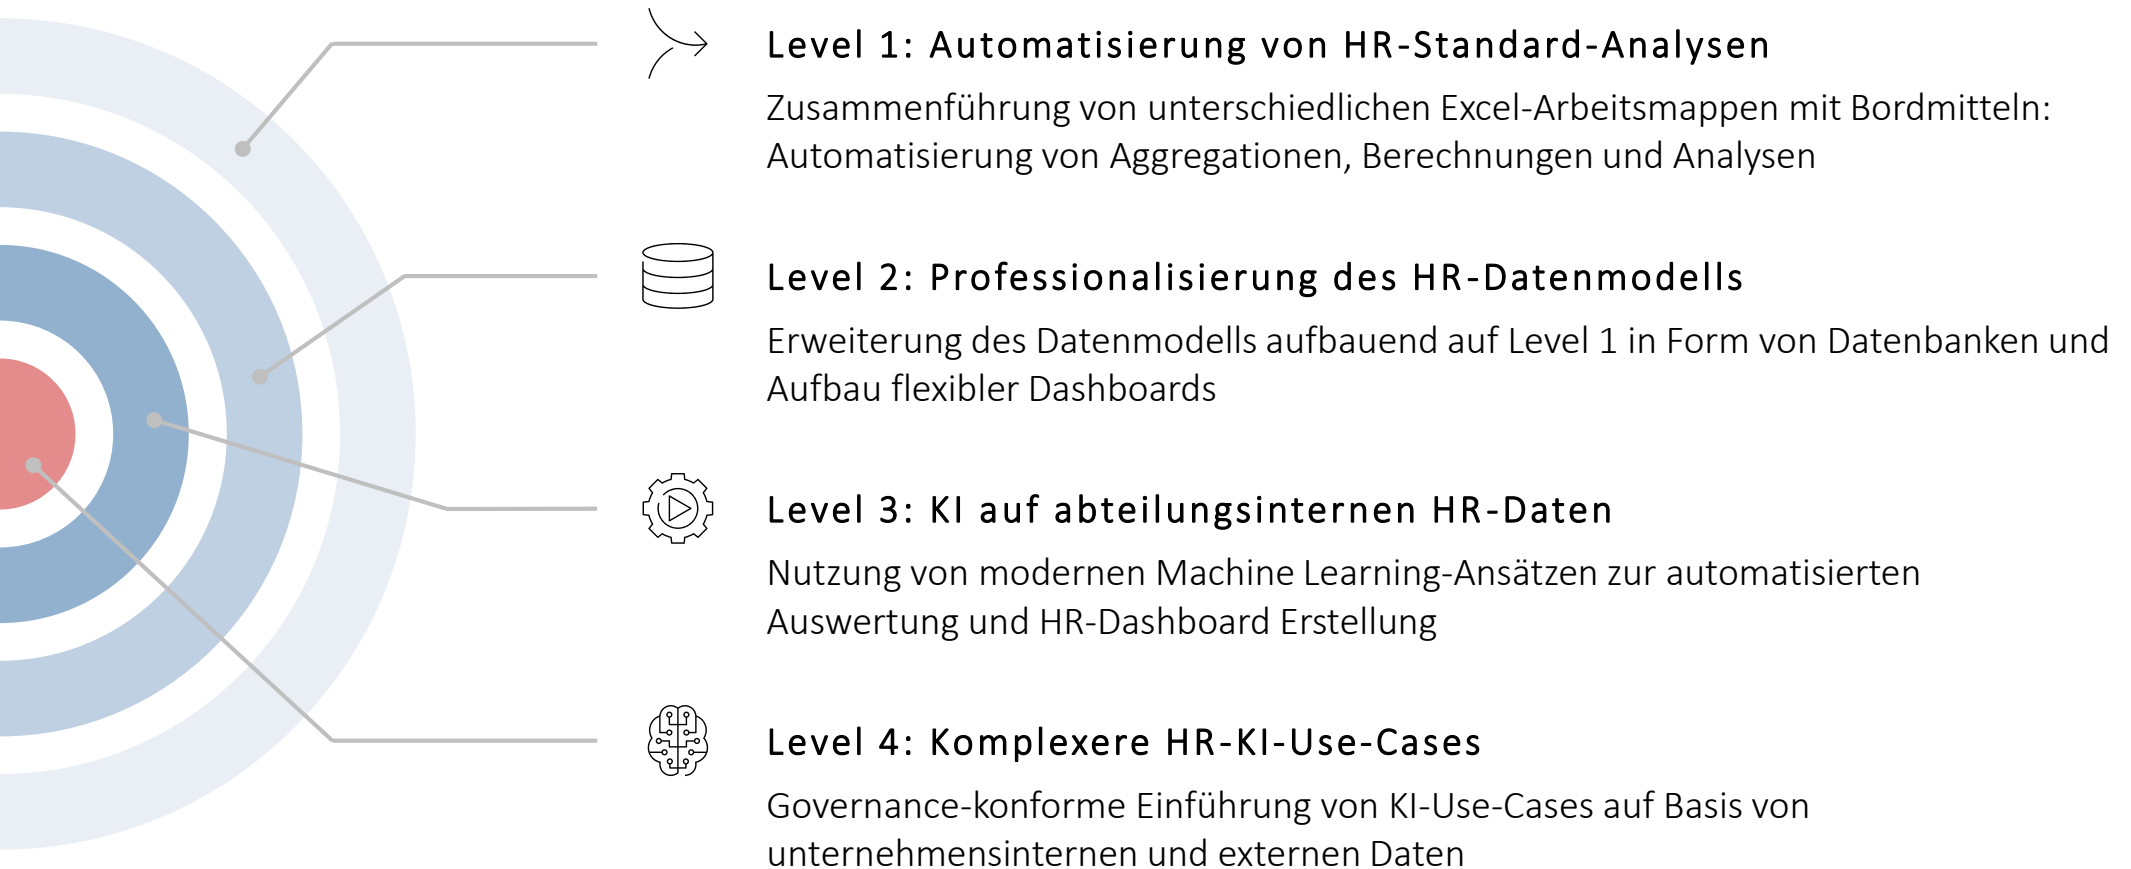 Level 1: Automatisierung von HR-Standard-Analysen
Zusammenführung von unterschiedlichen Excel-Arbeitsmappen mit Bordmitteln:
Automatisierung von Aggregationen, Berechnungen und Analysen
Level 2: Professionalisierung des HR-Datenmodells
Erweiterung des Datenmodells aufbauend auf Level 1 in Form von Datenbanken und
Aufbau flexibler Dashboards
Level 3: KI auf abteilungsinternen HR-Daten
Nutzung von modernen Machine Learning-Ansätzen zur automatisierten
Auswertung und HR-Dashboard Erstellung
Level 4: Komplexere HR-KI-Use-Cases
Governance-konforme Einführung von KI-Use-Cases auf Basis von
unternehmensinternen und externen Daten